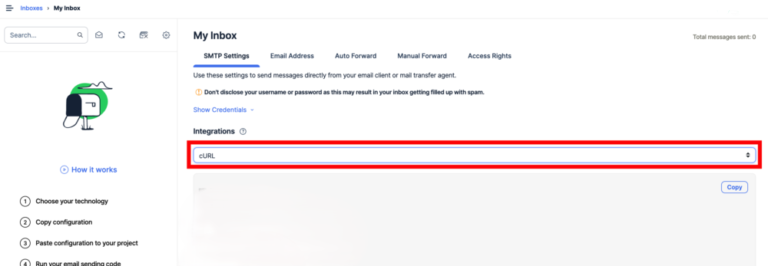 Inboxes › My Inbox
Search...
How it works
1 Choose your technology
2 Copy configuration
3 Paste configuration to your project
4 Run your email sending code
My Inbox
Total messages sent: 0
SMTP Settings Email Address Auto Forward Manual Forward Access Rights
Use these settings to send messages directly from your email client or mail transfer agent.
Don't disclose your username or password as this may result in your inbox getting filled up with spam.
Show Credentials
Integrations ?
cURL
Copy